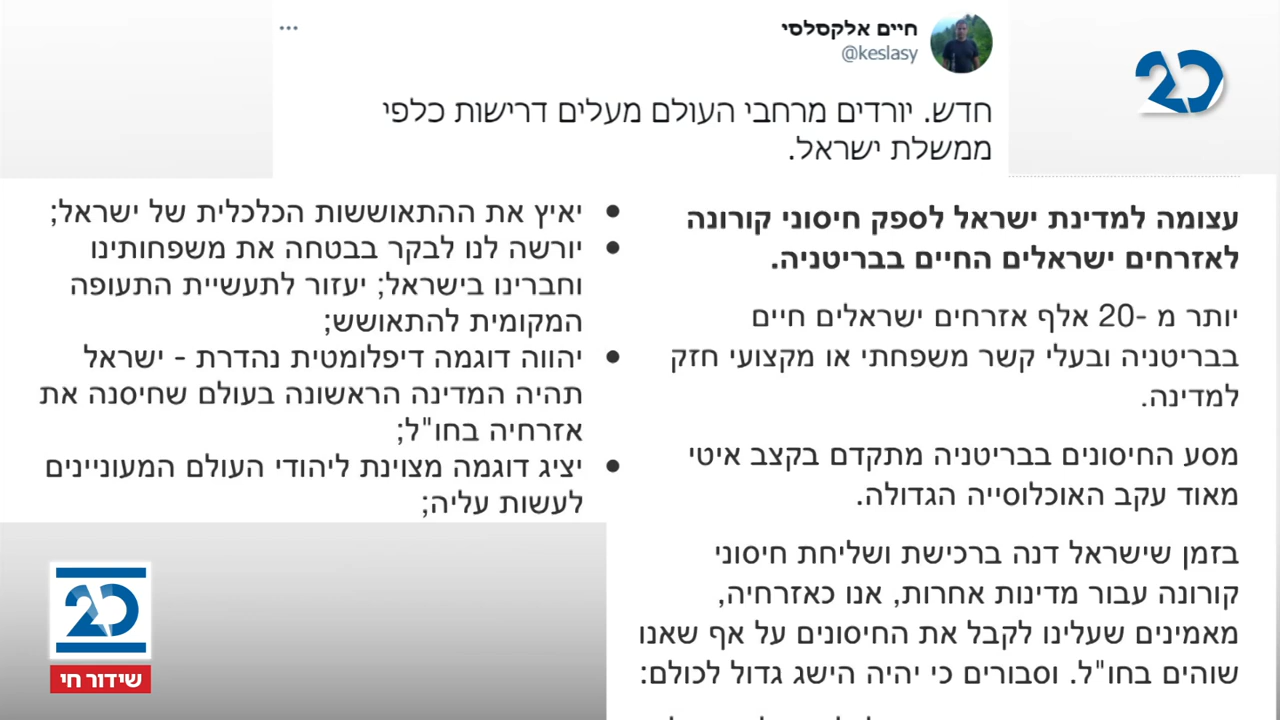 חיים אלקסלסי
@keslasy
חדש. יורדים מרחבי העולם מעלים דרישות כלפי
ממשלת ישראל.
20
עצומה למדינת ישראל לספק חיסוני קורונה
לאזרחים ישראלים החיים בבריטניה.
יותר מ -20 אלף אזרחים ישראלים חיים
בבריטניה ובעלי קשר משפחתי או מקצועי חזק
למדינה.
מסע החיסונים בבריטניה מתקדם בקצב איטי
מאוד עקב האוכלוסייה הגדולה.
בזמן שישראל דנה ברכישת ושליחת חיסוני
קורונה עבור מדינות אחרות, אנו כאזרחיה,
מאמינים שעלינו לקבל את החיסונים על אף שאנו
שוהים בחו"ל. וסבורים כי יהיה הישג גדול לכולם:
• יאיץ את ההתאוששות הכלכלית של ישראל;
• יורשה לנו לבקר בבטחה את משפחותינו
וחברינו בישראל; יעזור לתעשיית התעופה
המקומית להתאושש;
• יהווה דוגמה דיפלומטית נהדרת - ישראל
תהיה המדינה הראשונה בעולם שחיסנה את
אזרחיה בחו"ל;
• יציג דוגמה מצוינת ליהודי העולם המעוניינים
לעשות עליה;
20
שידור חי